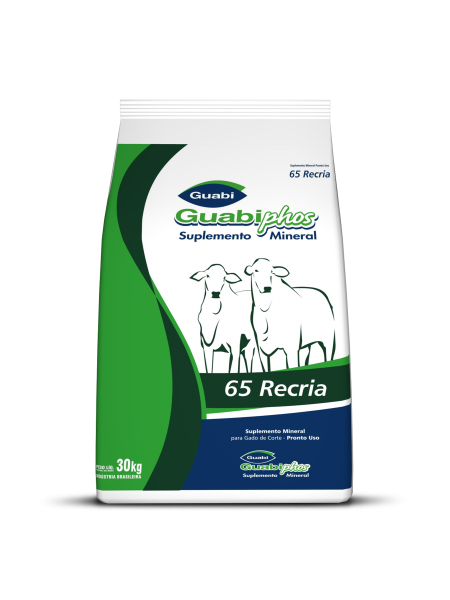 Suplemento Mineral Pronto Uso
65 Recria
Guabi
Guabiphos
Suplemento Mineral
65 Recria
Suplemento Mineral
para Gado de Corte - Pronto Uso
Guabi
Guabiphos
Suplemento Mineral
30kg
INDÚSTRIA BRASILEIRA